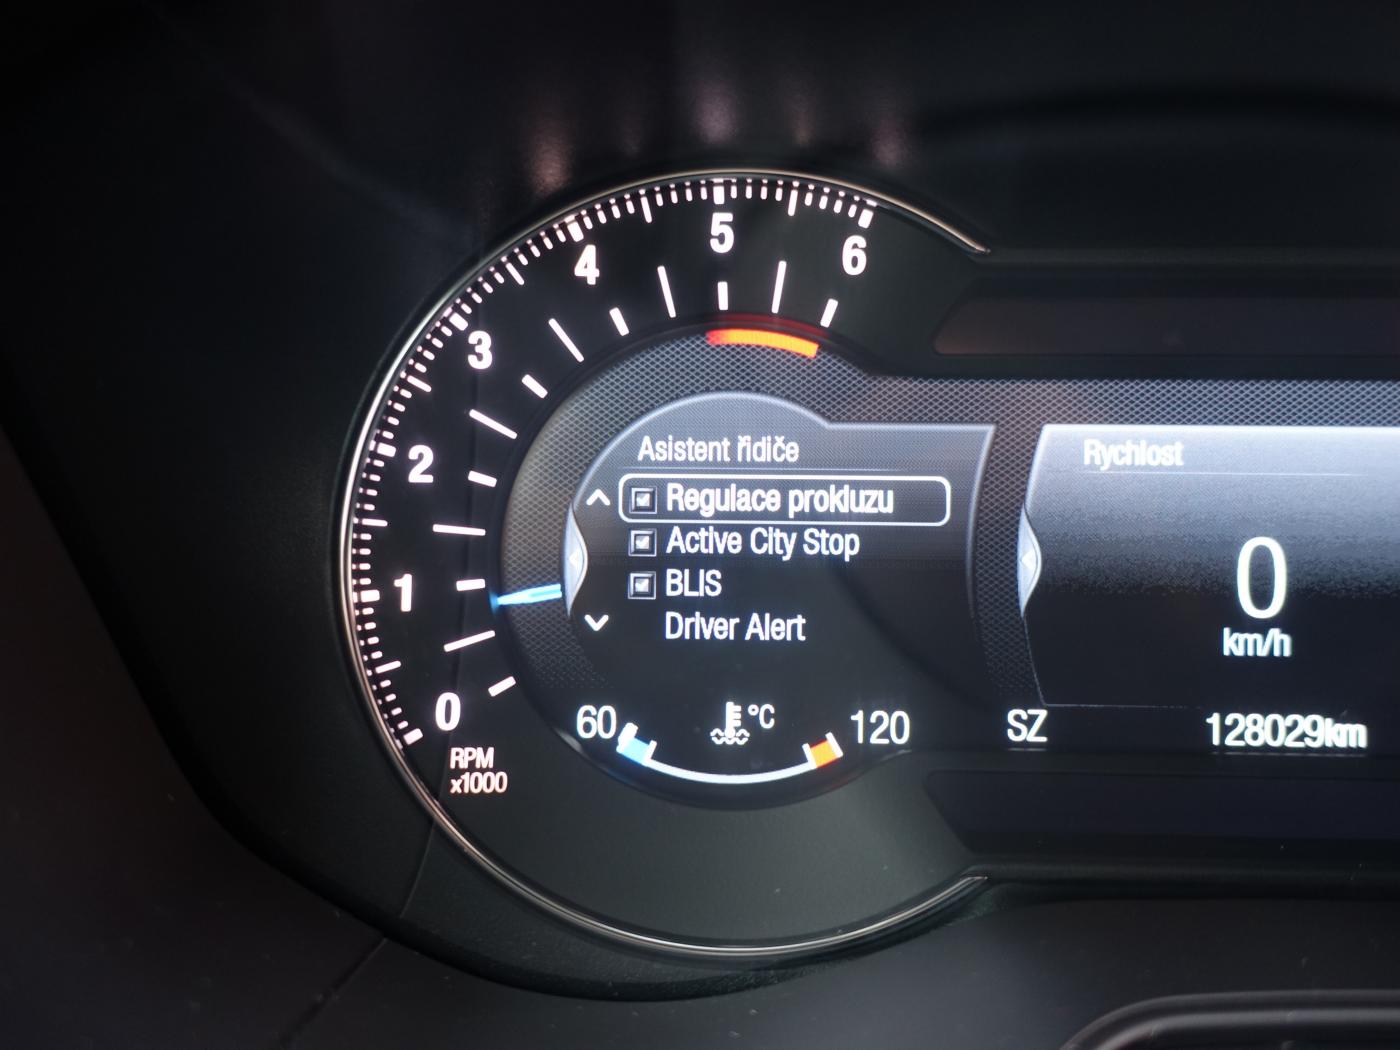 0
1
2
3
4
5
6
RPM
x1000
Asistent řidiče
Regulace prokluzu
Active City Stop
BLIS
Driver Alert
60
°C
120
Rychlost
0
km/h
SZ
128029km